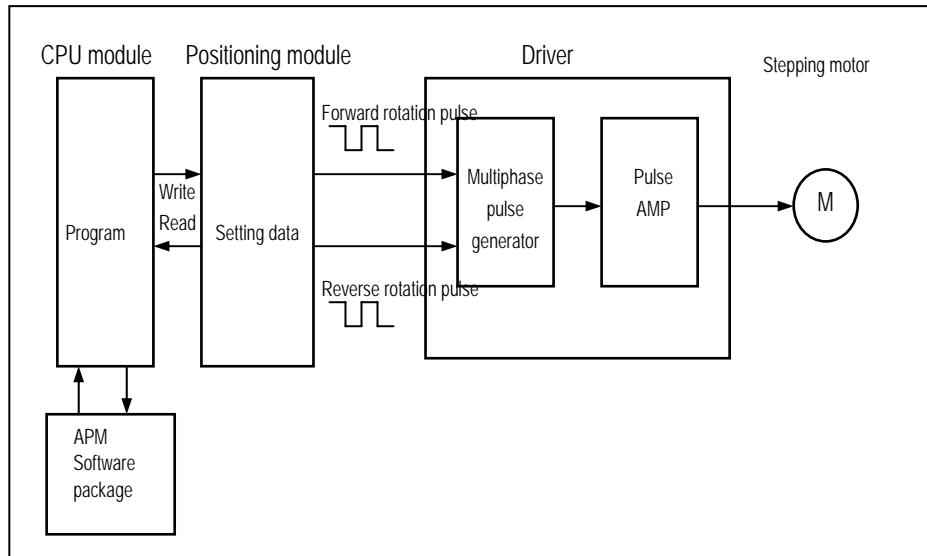 CPU module
Positioning module
Driver
Stepping motor
Forward rotation pulse
Write
Read
Program
Setting data
Multiphase
pulse
generator
Pulse
AMP
M
Reverse rotation pulse
APM
Software
package